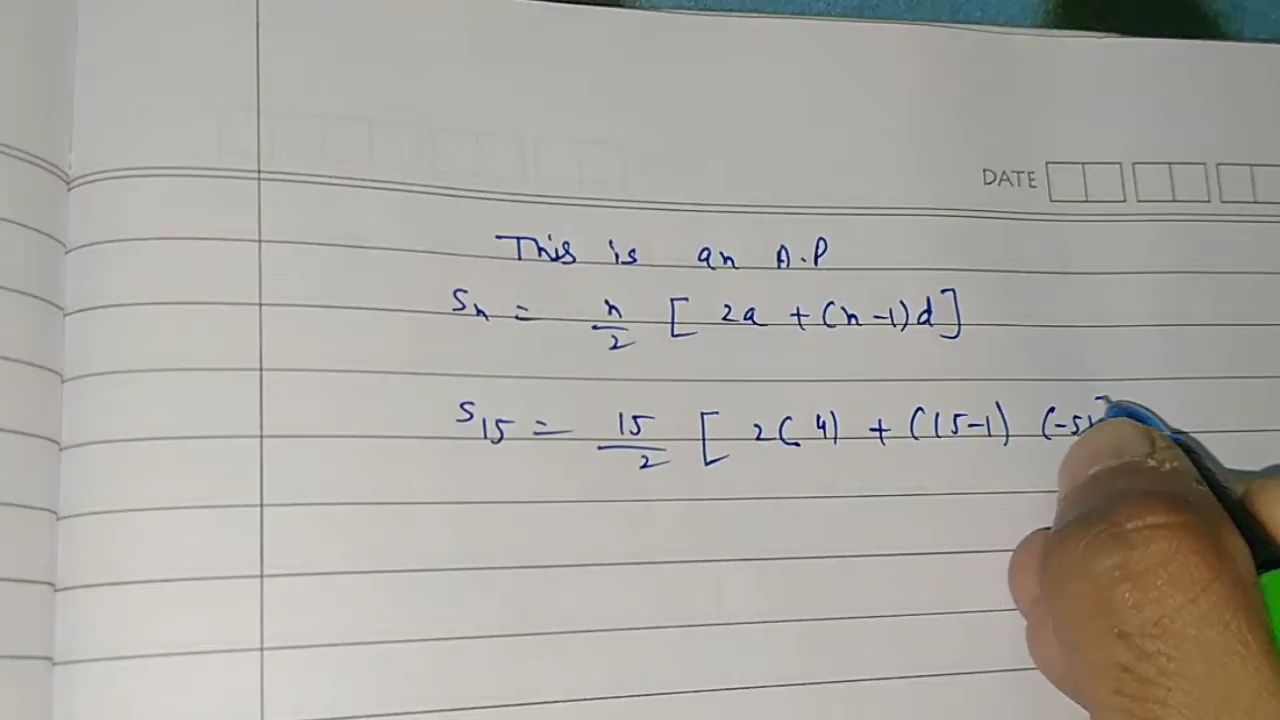 DATE
This is an A.P
Sn = n/2 [ 2a + (n-1)d]
S15 = 15/2 [ 2(4) + (15-1) (-5)]